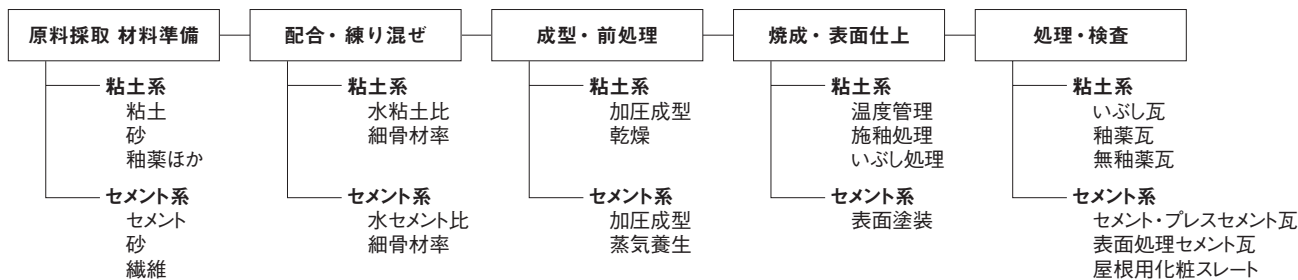 原料採取 材料準備
粘土系
粘土
砂
釉薬ほか
セメント系
セメント
砂
繊維
配合・練り混ぜ
粘土系
水粘土比
細骨材率
セメント系
水セメント比
細骨材率
成型・前処理
粘土系
加圧成型
乾燥
セメント系
加圧成型
蒸気養生
焼成・表面仕上
粘土系
温度管理
施釉処理
いぶし処理
セメント系
表面塗装
処理・検査
粘土系
いぶし瓦
釉薬瓦
無釉薬瓦
セメント系
セメント・プレスセメント瓦
表面処理セメント瓦
屋根用化粧スレート